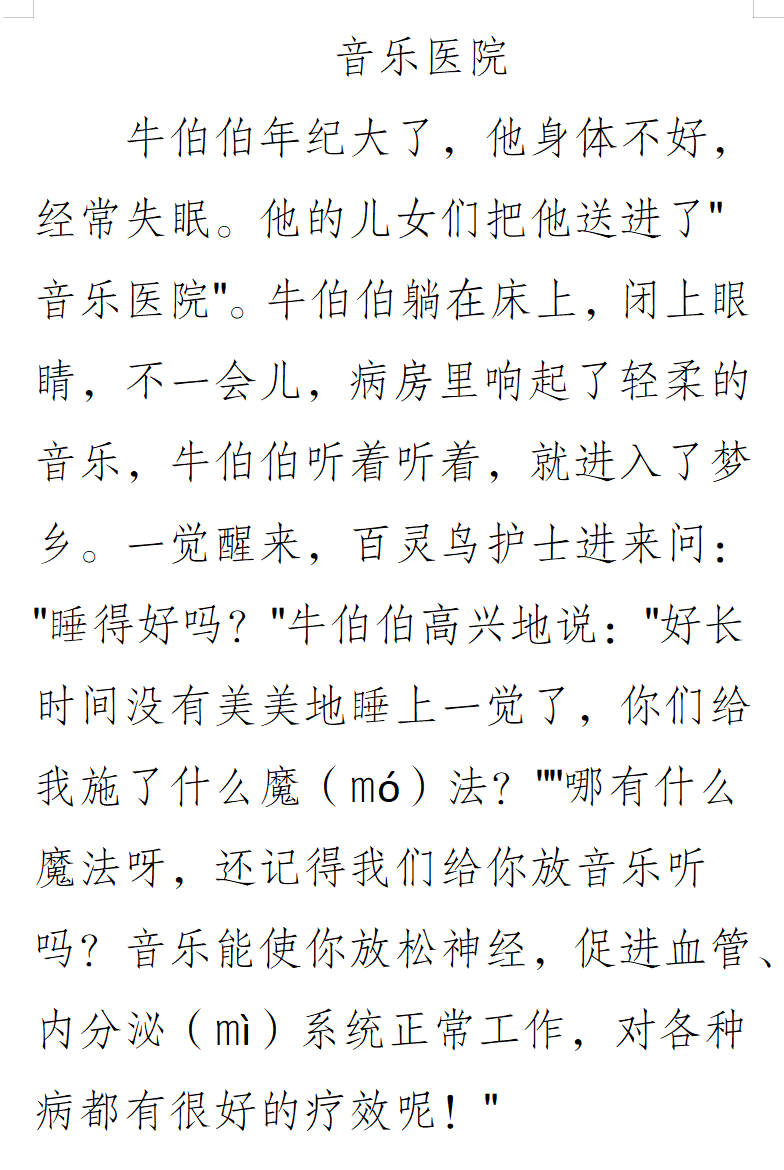 音乐医院
牛伯伯年纪大了，他身体不好，
经常失眠。他的儿女们把他送进了"
音乐医院"。牛伯伯躺在床上，闭上眼
睛，不一会儿，病房里响起了轻柔的
音乐，牛伯伯听着听着，就进入了梦
乡。一觉醒来，百灵鸟护士进来问：
"睡得好吗？"牛伯伯高兴地说："好长
时间没有美美地睡上一觉了，你们给
我施了什么魔（mó）法？""哪有什么
魔法呀，还记得我们给你放音乐听
吗？音乐能使你放松神经，促进血管、
内分泌（mì）系统正常工作，对各种
病都有很好的疗效呢！"